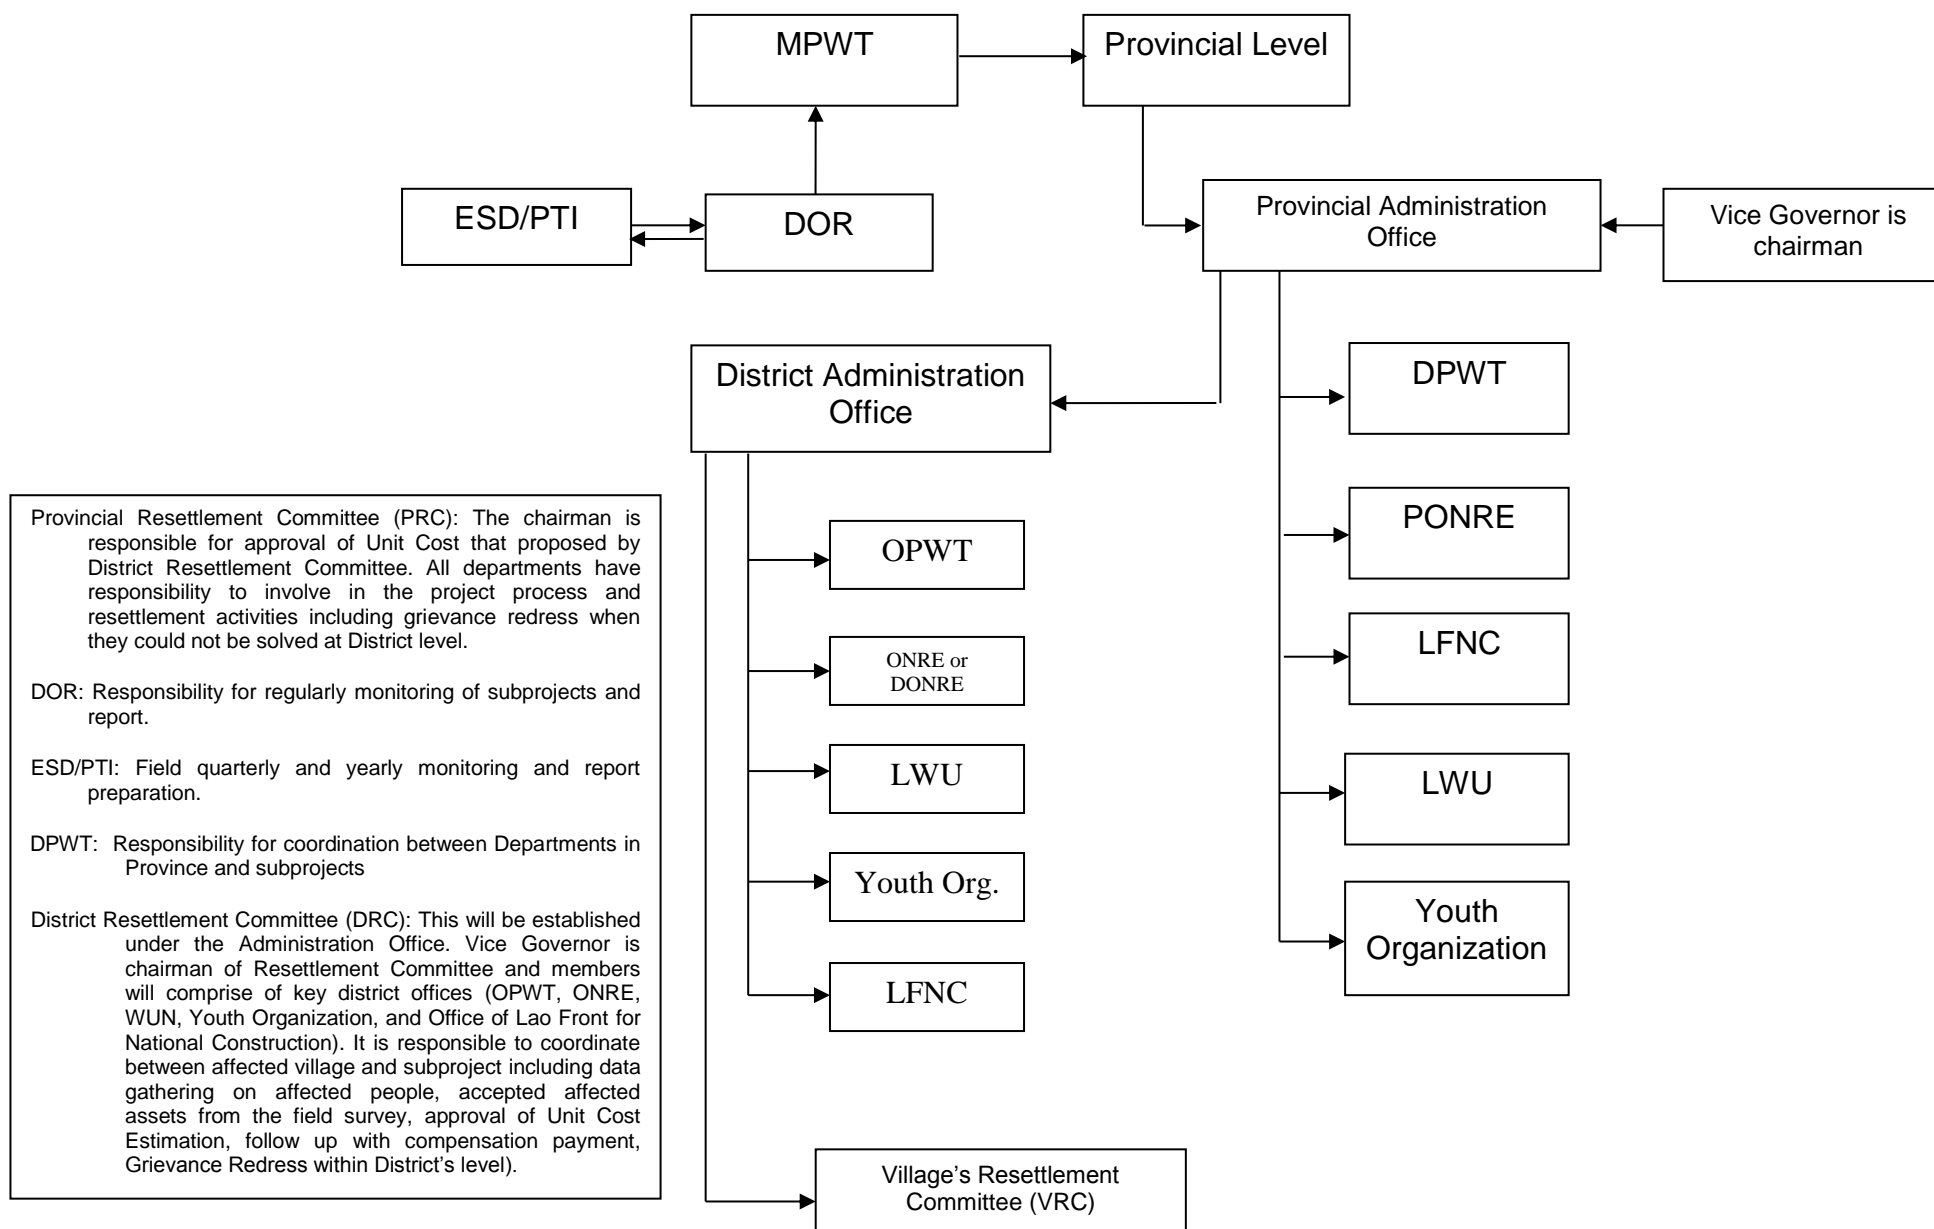 MPWT
Provincial Level
ESD/PTI
DOR
Provincial Administration
Office
Vice Governor is
chairman
District Administration
Office
DPWT
PONRE
LFNC
LWU
Youth
Organization
OPWT
ONRE or
DONRE
LWU
Youth Org.
LFNC
Village's Resettlement
Committee (VRC)
Provincial Resettlement Committee (PRC): The chairman is
responsible for approval of Unit Cost that proposed by
District Resettlement Committee. All departments have
responsibility to involve in the project process and
resettlement activities including grievance redress when
they could not be solved at District level.
DOR: Responsibility for regularly monitoring of subprojects and
report.
ESD/PTI: Field quarterly and yearly monitoring and report
preparation.
DPWT: Responsibility for coordination between Departments in
Province and subprojects
District Resettlement Committee (DRC): This will be established
under the Administration Office. Vice Governor is
chairman of Resettlement Committee and members
will comprise of key district offices (OPWT, ONRE,
WUN, Youth Organization, and Office of Lao Front for
National Construction). It is responsible to coordinate
between affected village and subproject including data
gathering on affected people, accepted affected
assets from the field survey, approval of Unit Cost
Estimation, follow up with compensation payment,
Grievance Redress within District's level).